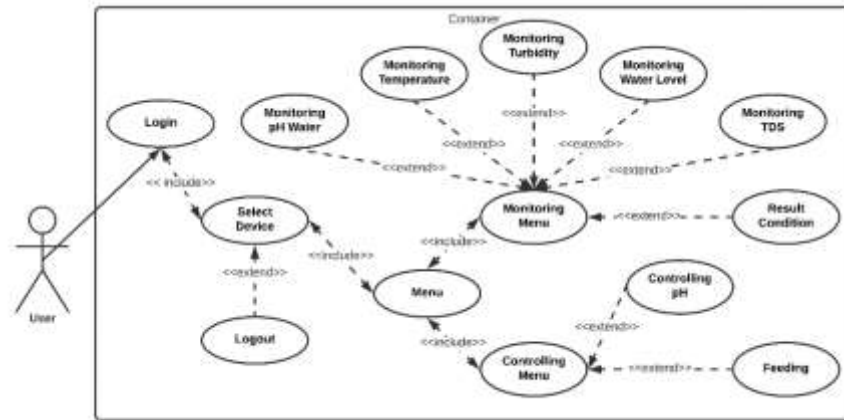 Container
Monitoring
Turbidity
Monitoring
Temperature
Monitoring
Water Level
Monitoring
pH Water
Monitoring
TDS
Login
<<extend>>
<<extend>>
<<extend>>
<<extend>>
<<extend>>
<< include>>
Select
Device
Monitoring
Menu
<<extend>>
Result
Condition
User
<<extend>>
<<include>>
<<include>>
Menu
Controlling
pH
Logout
<<include>>
<<extend>>
Controlling
Menu
<<extend>>
Feeding